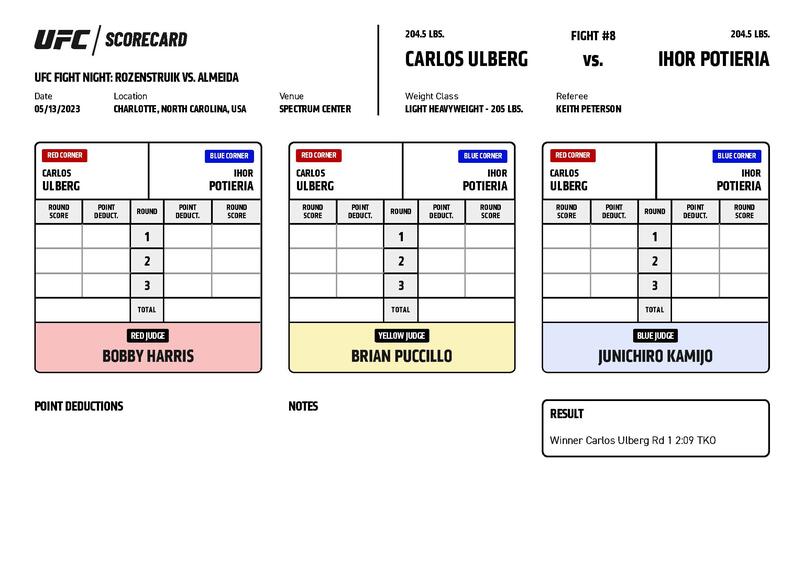 UFC / SCORECARD
UFC FIGHT NIGHT: ROZENSTRUIK VS. ALMEIDA
Date
05/13/2023
Location
CHARLOTTE, NORTH CAROLINA, USA
Venue
SPECTRUM CENTER
204.5 LBS. FIGHT #8 204.5 LBS.
CARLOS ULBERG VS. IHOR POTIERIA
Weight Class
LIGHT HEAVYWEIGHT - 205 LBS.
Referee
KEITH PETERSON
RED CORNER BLUE CORNER
CARLOS IHOR
ULBERG POTIERIA
ROUND POINT ROUND POINT ROUND
SCORE DEDUCT. DEDUCT. SCORE
1
2
3
TOTAL
RED JUDGE
BOBBY HARRIS
RED CORNER BLUE CORNER
CARLOS IHOR
ULBERG POTIERIA
ROUND POINT ROUND POINT ROUND
SCORE DEDUCT. DEDUCT. SCORE
1
2
3
TOTAL
YELLOW JUDGE
BRIAN PUCCILLO
RED CORNER BLUE CORNER
CARLOS IHOR
ULBERG POTIERIA
ROUND POINT ROUND POINT ROUND
SCORE DEDUCT. DEDUCT. SCORE
1
2
3
TOTAL
BLUE JUDGE
JUNICHIRO KAMIJO
POINT DEDUCTIONS
NOTES
RESULT
Winner Carlos Ulberg Rd 1 2:09 TKO